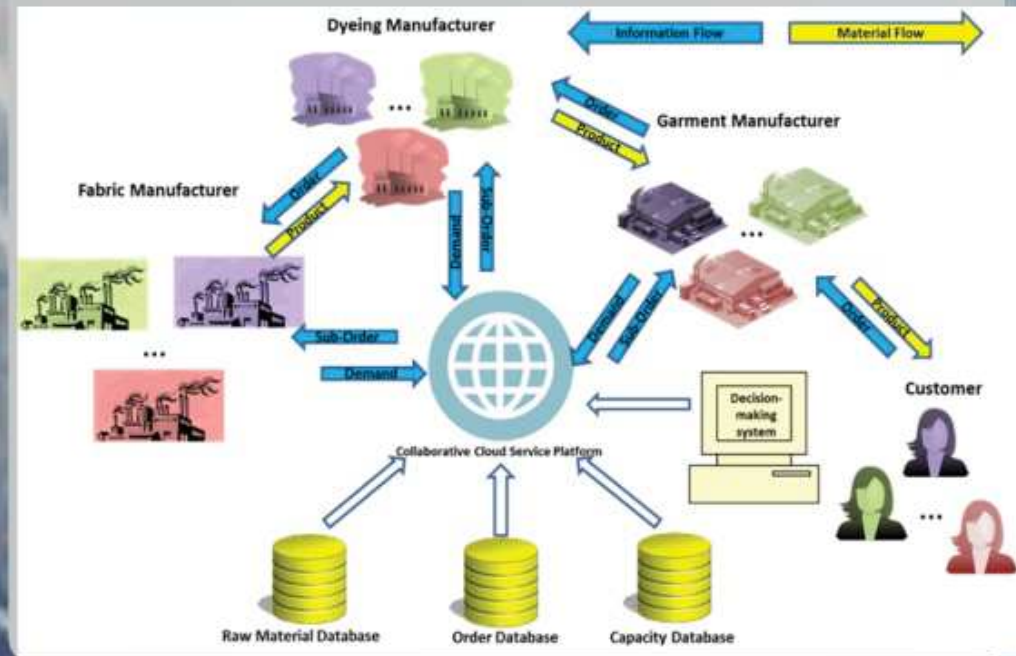 Dyeing Manufacturer
Information Flow
Material Flow
...
Order
Product
Garment Manufacturer
Fabric Manufacturer
Order
Product
Demand
Sub-Order
...
Demand
Sub-Order
Product
Order
Sub-Order
...
Demand
Customer
Decision-
making
system
Collaborative Cloud Service Platform
...
Raw Material Database
Order Database
Capacity Database